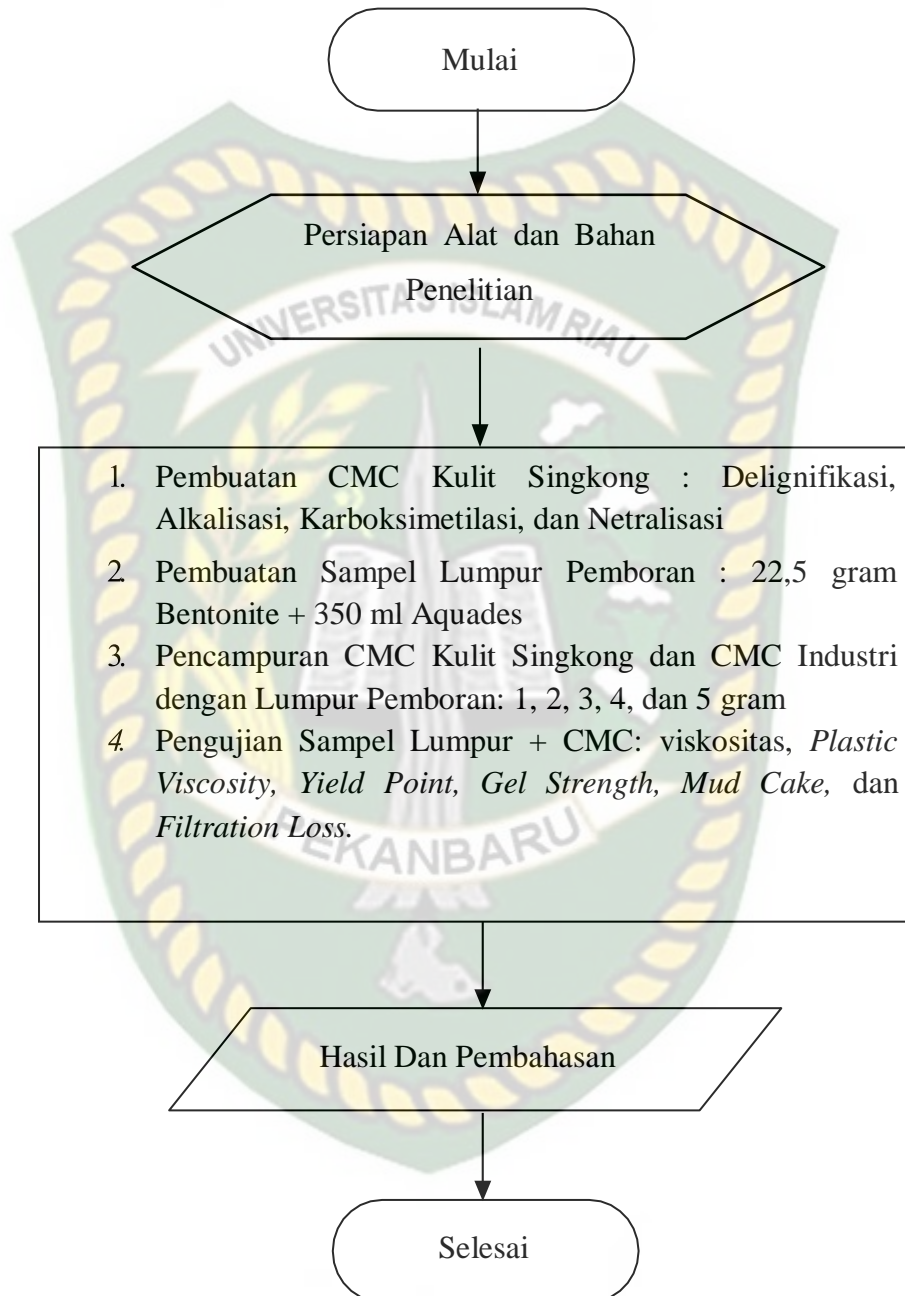 Mulai
Persiapan Alat dan Bahan
Penelitian
UNIVERSITAS ISLAM RIAU
1. Pembuatan CMC Kulit Singkong : Delignifikasi,
Alkalisasi, Karboksimetilasi, dan Netralisasi
2. Pembuatan Sampel Lumpur Pemboran : 22,5 gram
Bentonite + 350 ml Aquades
3. Pencampuran CMC Kulit Singkong dan CMC Industri
dengan Lumpur Pemboran: 1, 2, 3, 4, dan 5 gram
4. Pengujian Sampel Lumpur + CMC: viskositas, Plastic
Viscosity, Yield Point, Gel Strength, Mud Cake, dan
Filtration Loss.
PEKANBARU
Hasil Dan Pembahasan
Selesai